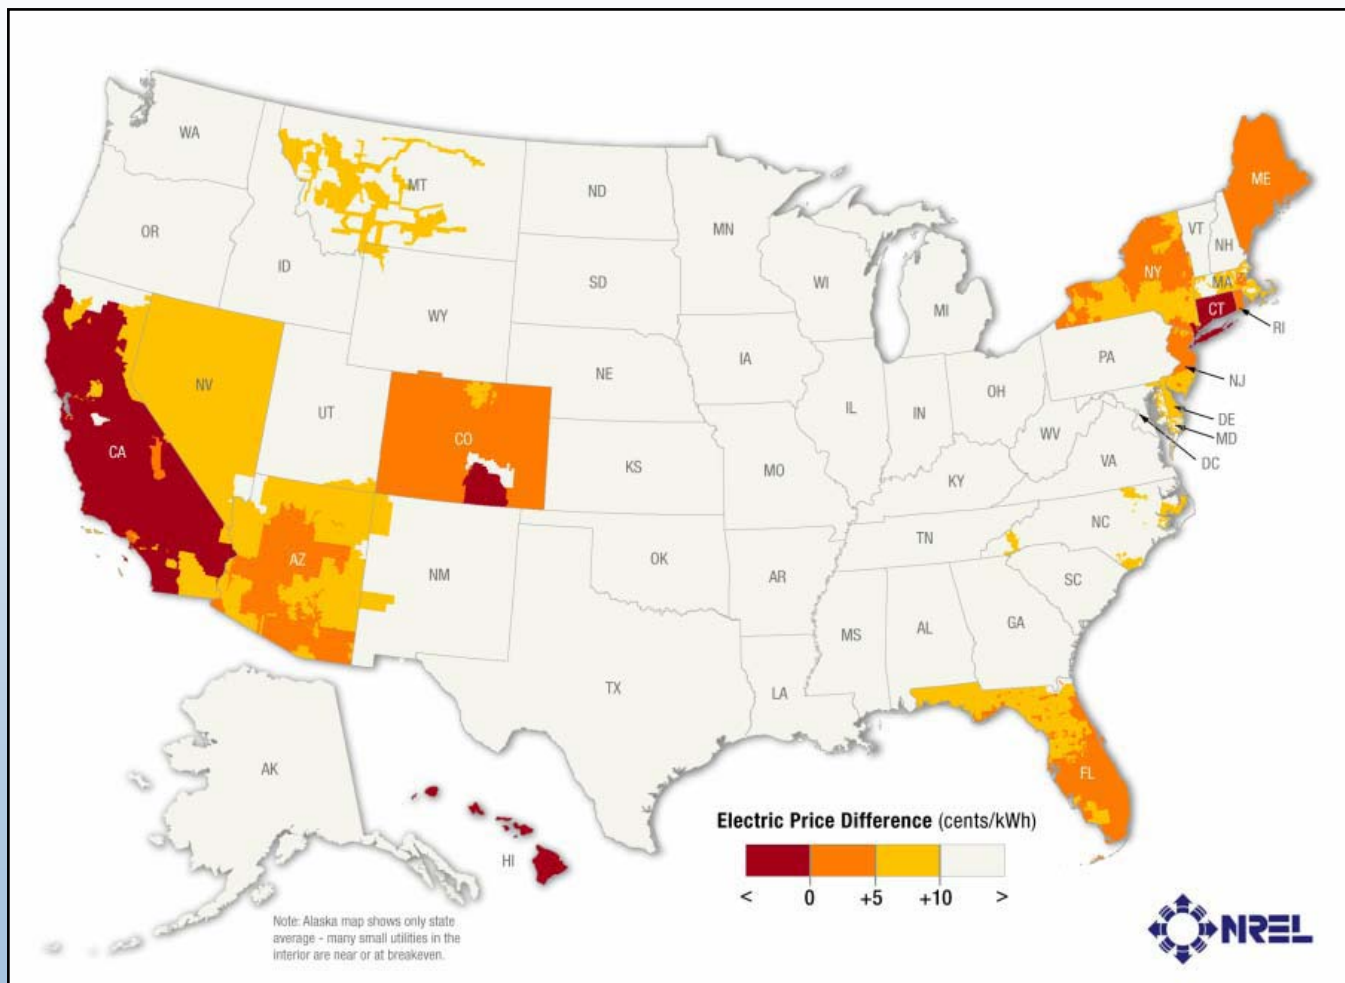 WA
MT
ND
MN
ME
VT
NH
OR
ID
SD
WI
NY
MA
MI
CT
RI
WY
IA
PA
NE
NV
OH
NJ
UT
IL
IN
DE
CO
WV
MD
CA
KS
MO
VA
DC
KY
NC
TN
AZ
OK
NM
AR
SC
MS
AL
GA
TX
LA
AK
FL
Electric Price Difference (cents/kWh)
HI
< 0 +5 +10 >
Note: Alaska map shows only state
average - many small utilities in the
interior are near or at breakeven.
NREL